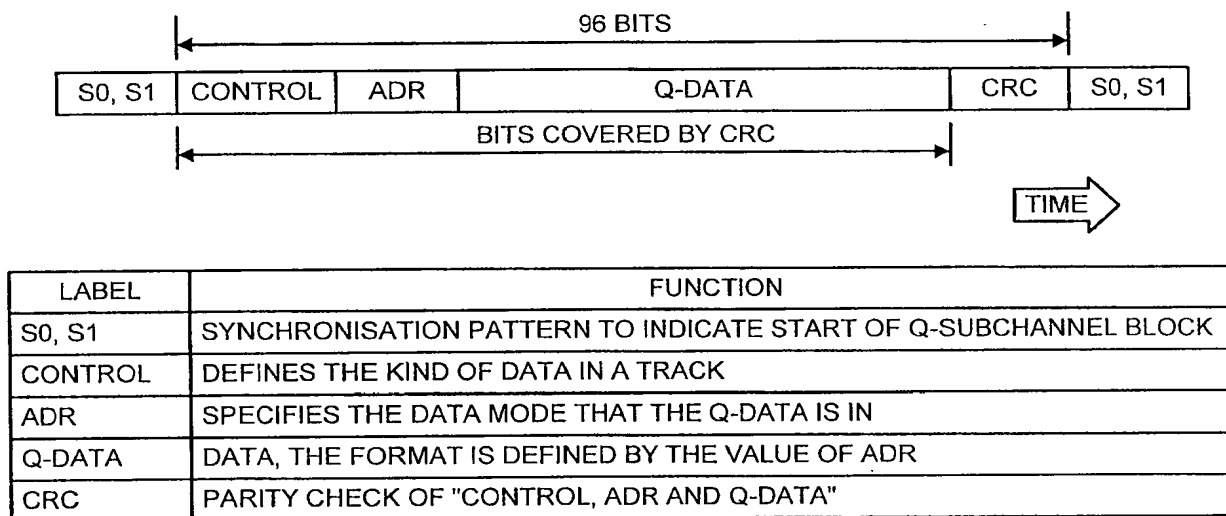 96 BITS
S0, S1 CONTROL ADR Q-DATA CRC S0, S1
BITS COVERED BY CRC
TIME
LABEL FUNCTION
S0, S1 SYNCHRONISATION PATTERN TO INDICATE START OF Q-SUBCHANNEL BLOCK
CONTROL DEFINES THE KIND OF DATA IN A TRACK
ADR SPECIFIES THE DATA MODE THAT THE Q-DATA IS IN
Q-DATA DATA, THE FORMAT IS DEFINED BY THE VALUE OF ADR
CRC PARITY CHECK OF "CONTROL, ADR AND Q-DATA"